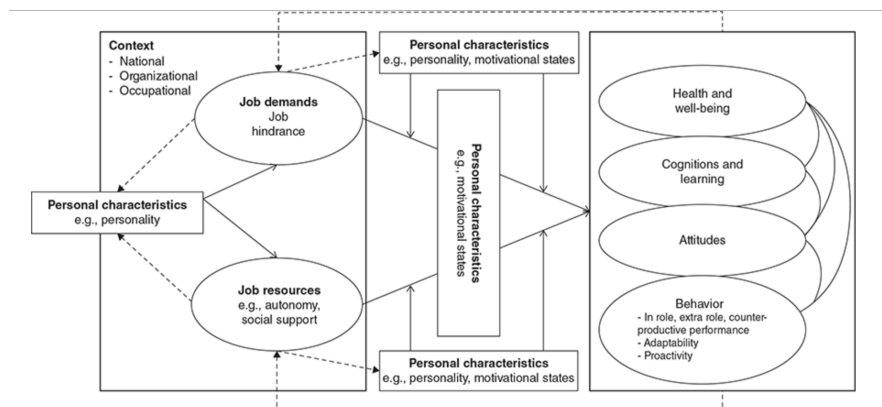 Context
- National
- Organizational
- Occupational
Job demands
Job
hindrance
Personal characteristics
e.g., personality
Job resources
e.g., autonomy,
social support
Personal characteristics
e.g., personality, motivational states
Personal characteristics
e.g., motivational states
Personal characteristics
e.g., personality, motivational states
Health and
well-being
Cognitions and
learning
Attitudes
Behavior
- In role, extra role, counter-
productive performance
- Adaptability
- Proactivity